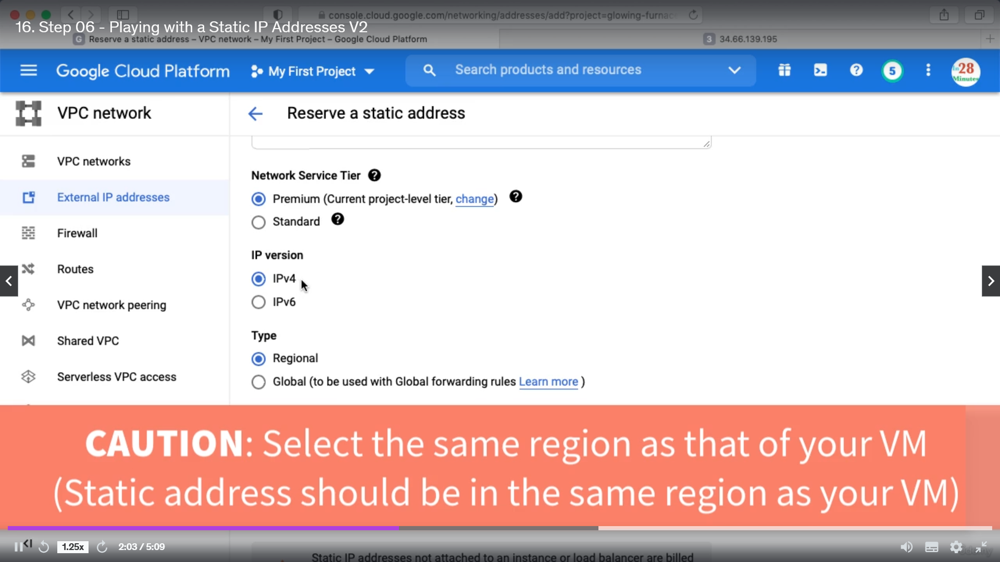 console.cloud.google.com/networking/addresses/add?project=glowing-furnac
16. Step 06 - Playing with a Static IP Addresses V2
G Reserve a static address – VPC network – My First Project – Google Cloud Platform
3 34.66.139.195
Google Cloud Platform
My First Project
Search products and resources
5
in28
Minutes
VPC network
Reserve a static address
VPC networks
External IP addresses
Firewall
Routes
VPC network peering
Shared VPC
Serverless VPC access
Network Service Tier
Premium (Current project-level tier, change)
Standard
IP version
IPv4
IPv6
Type
Regional
Global (to be used with Global forwarding rules Learn more )
CAUTION: Select the same region as that of your VM
(Static address should be in the same region as your VM)
1.25x
2:03 / 5:09
Static IP addresses not attached to an instance or load balancer are billed